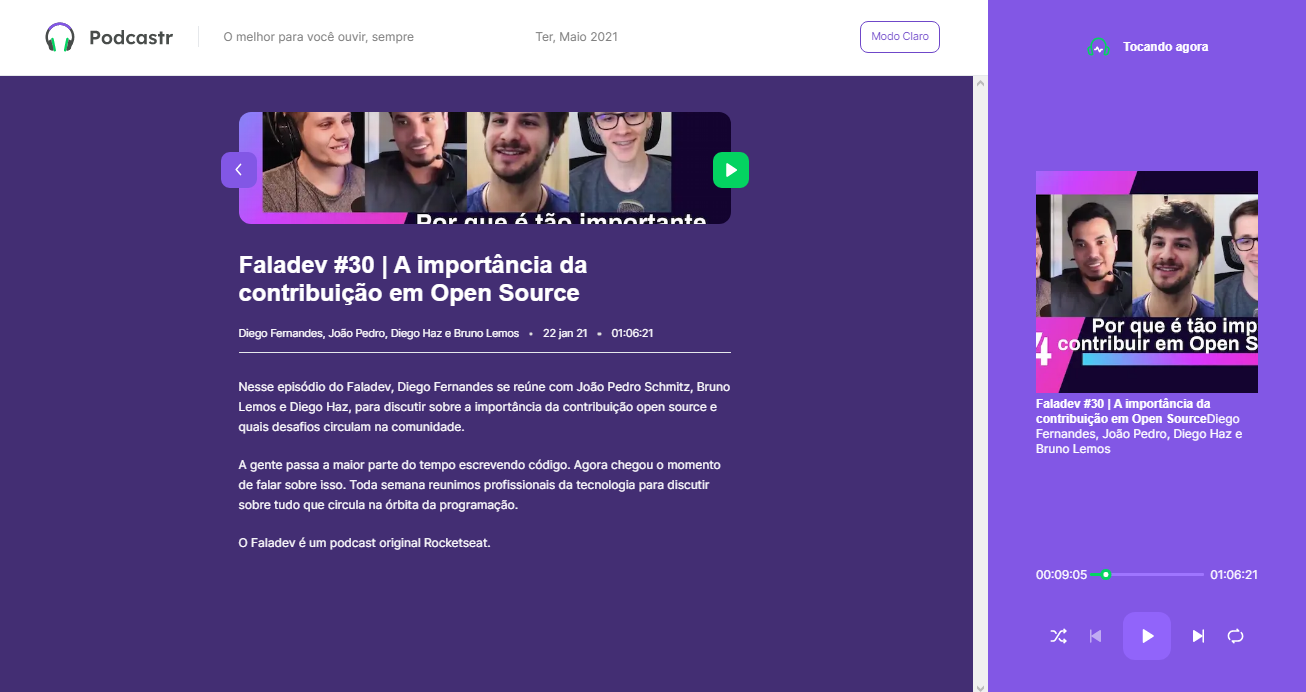 Podcastr
O melhor para você ouvir, sempre
Ter, Maio 2021
Modo Claro
Tocando agora
Por que é tão importante
Faladev #30 | A importância da
contribuição em Open Source
Diego Fernandes, João Pedro, Diego Haz e Bruno Lemos • 22 jan 21 • 01:06:21
Nesse episódio do Faladev, Diego Fernandes se reúne com João Pedro Schmitz, Bruno
Lemos e Diego Haz, para discutir sobre a importância da contribuição open source e
quais desafios circulam na comunidade.
A gente passa a maior parte do tempo escrevendo código. Agora chegou o momento
de falar sobre isso. Toda semana reunimos profissionais da tecnologia para discutir
sobre tudo que circula na órbita da programação.
O Faladev é um podcast original Rocketseat.
Por que é tão imp
4 contribuir em Open S
Faladev #30 | A importância da
contribuição em Open SourceDiego
Fernandes, João Pedro, Diego Haz e
Bruno Lemos
00:09:05 01:06:21